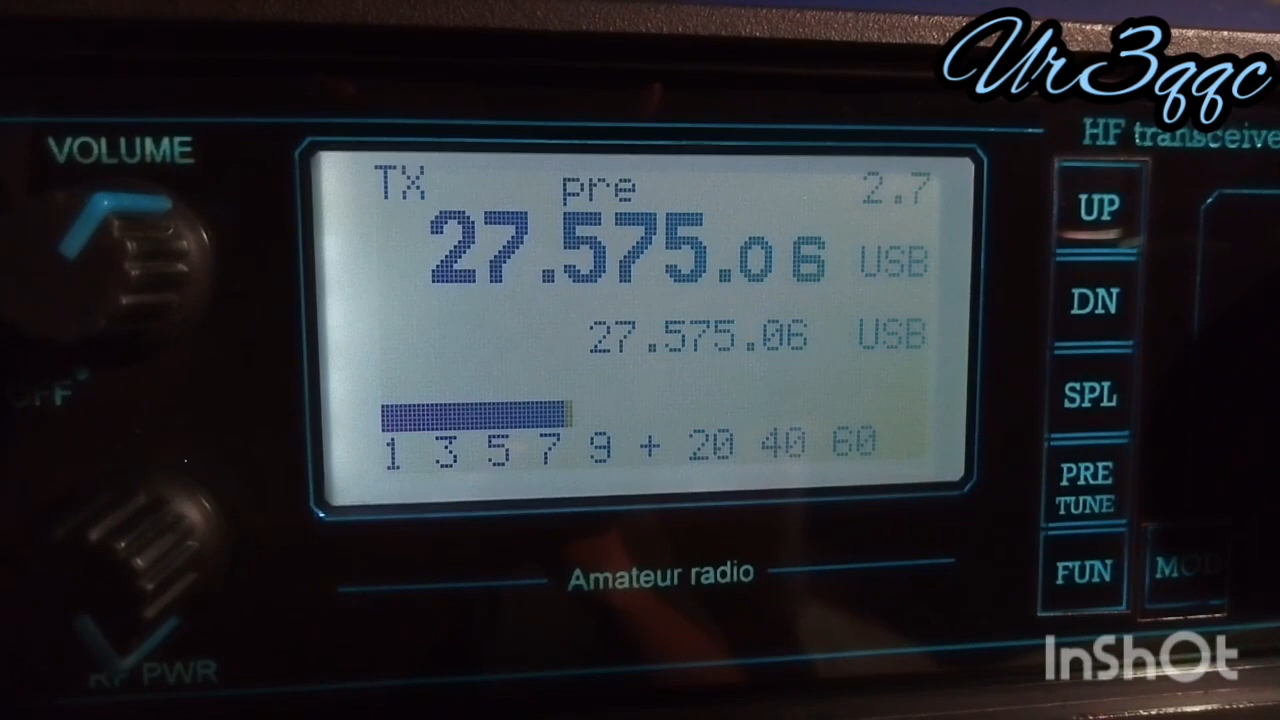 Ur3qqc
HF transceive
VOLUME
TX pre 2.7
27.575.06 USB
27.575.06 USB
1 3 5 7 9 + 20 40 60
OFF
UP
DN
SPL
PRE
TUNE
FUN
Amateur radio
PWR
InShOt